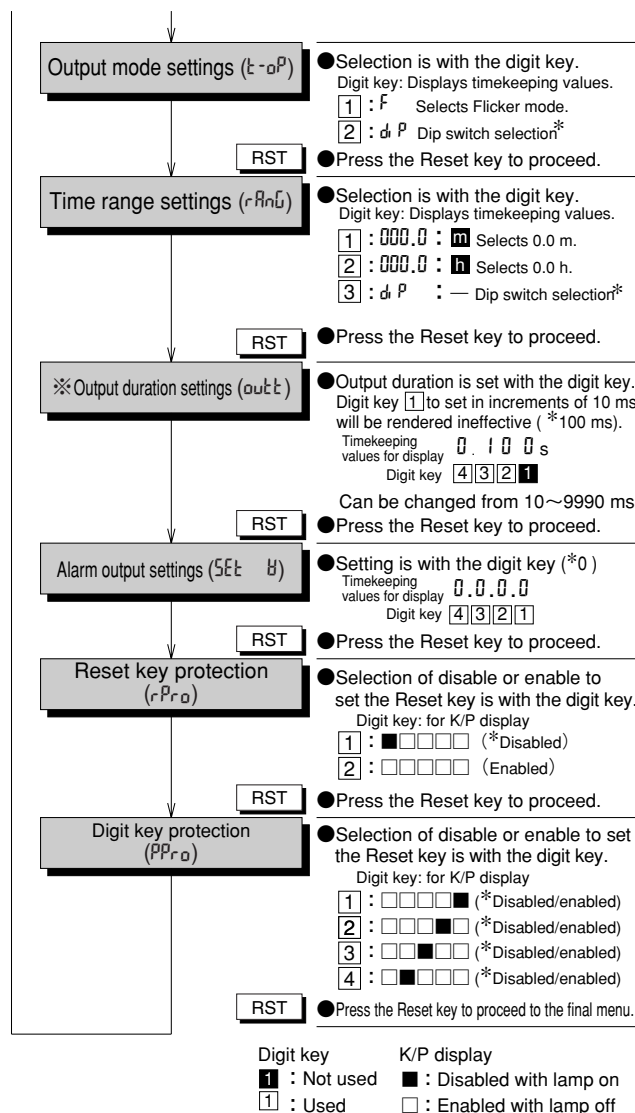 Output mode settings (t-oP)
●Selection is with the digit key.
Digit key: Displays timekeeping values.
1 : F Selects Flicker mode.
2 : di P Dip switch selection*
RST
●Press the Reset key to proceed.
Time range settings (rAnG)
●Selection is with the digit key.
Digit key: Displays timekeeping values.
1 : 000.0 : m Selects 0.0 m.
2 : 000.0 : h Selects 0.0 h.
3 : di P : — Dip switch selection*
RST
●Press the Reset key to proceed.
※Output duration settings (outt)
●Output duration is set with the digit key.
Digit key 1 to set in increments of 10 ms
will be rendered ineffective ( *100 ms).
Timekeeping
values for display 0. 1 0 0 s
Digit key 4 3 2 1
Can be changed from 10～9990 ms
RST
●Press the Reset key to proceed.
Alarm output settings (SEt
●Setting is with the digit key (*0 )
Timekeeping
values for display 0.0.0.0
Digit key 4 3 2 1
RST
●Press the Reset key to proceed.
Reset key protection
(rPro)
●Selection of disable or enable to
set the Reset key is with the digit key.
Digit key: for K/P display
1 : ■□□□□ (*Disabled)
2 : □□□□□ (Enabled)
RST
●Press the Reset key to proceed.
Digit key protection
(PPro)
●Selection of disable or enable to set
the Reset key is with the digit key.
Digit key: for K/P display
1 : □□□□■ (*Disabled/enabled)
2 : □□□■□ (*Disabled/enabled)
3 : □□■□□ (*Disabled/enabled)
4 : □■□□□ (*Disabled/enabled)
RST
●Press the Reset key to proceed to the final menu.
Digit key K/P display
1 : Not used ■ : Disabled with lamp on
1 : Used □ : Enabled with lamp off